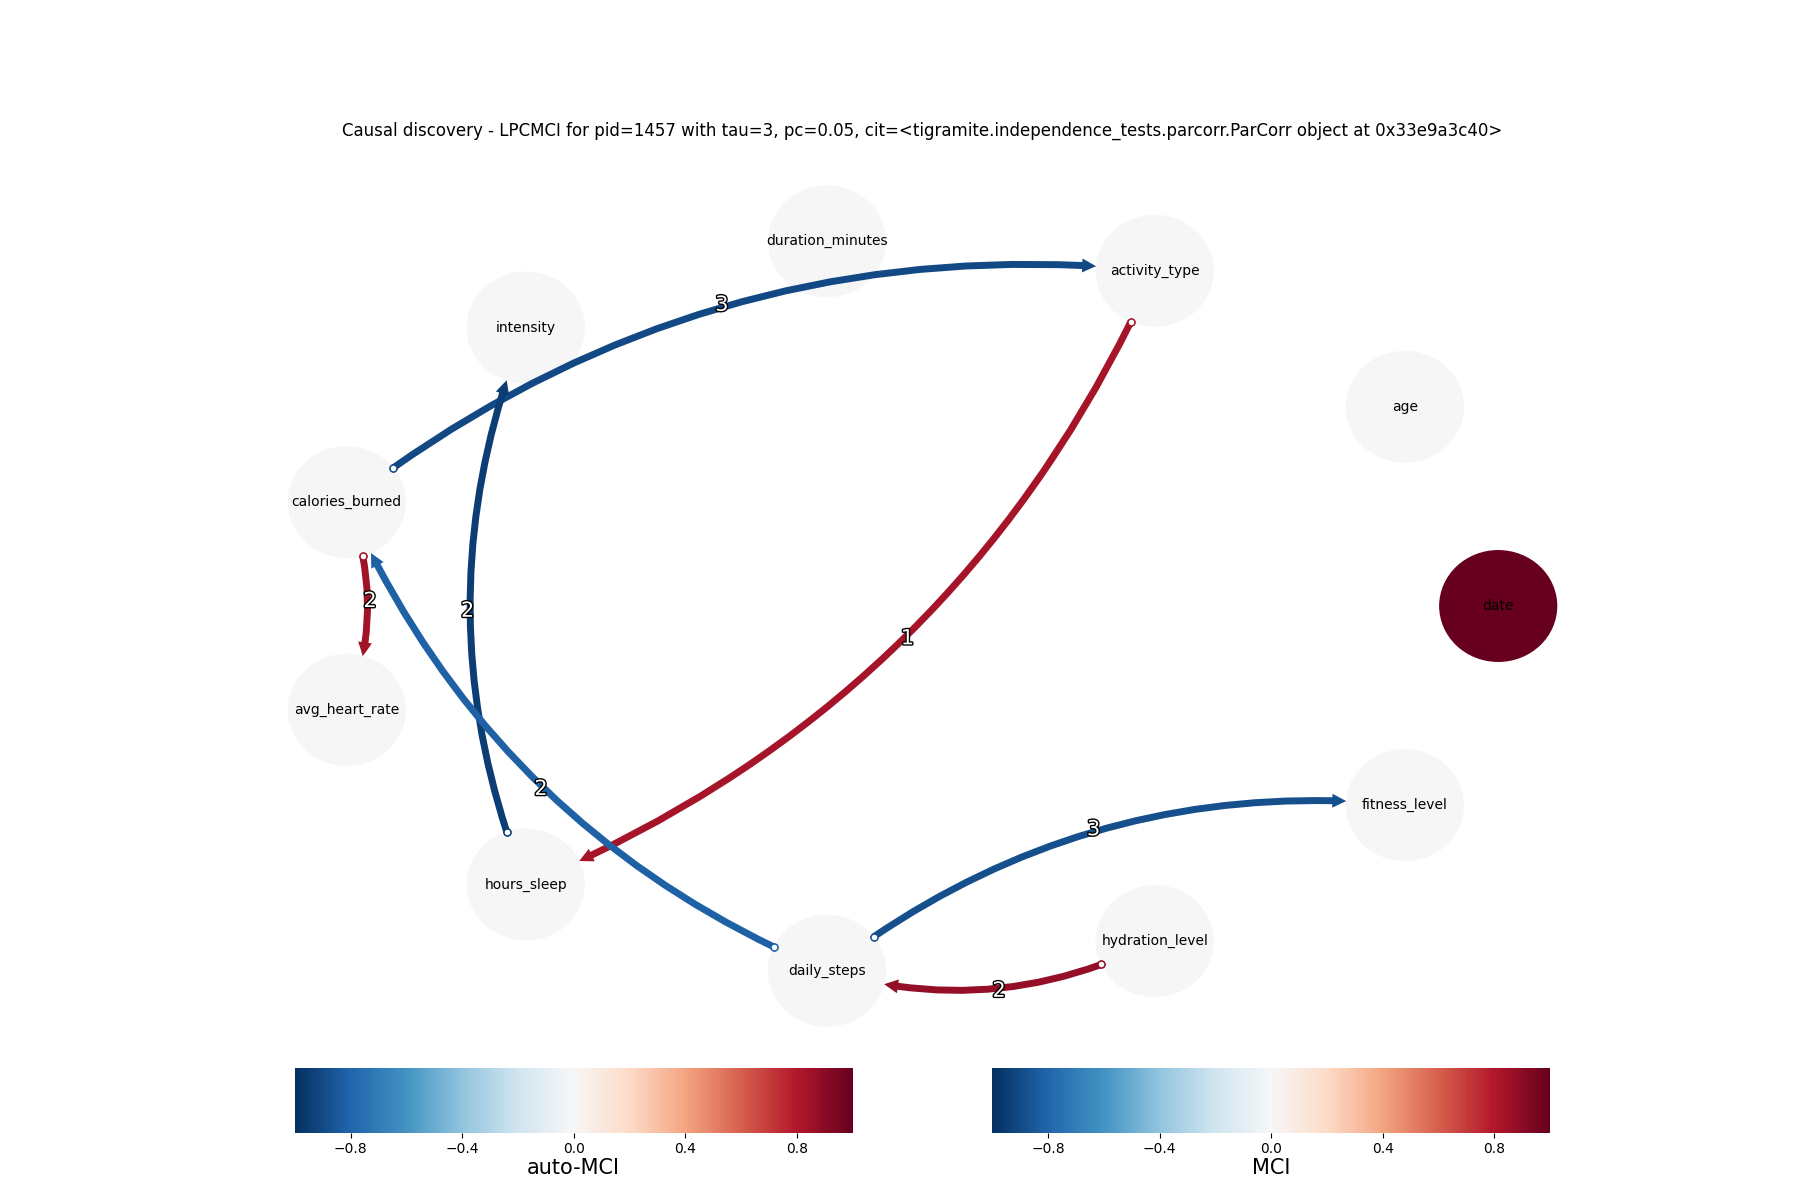 Causal discovery - LPCMCI for pid=1457 with tau=3, pc=0.05, cit=<tigramite.independence_tests.parcorr.ParCorr object at 0x33e9a3c40>
duration_minutes
activity_type
3
intensity
age
calories_burned
2
date
2
1
avg_heart_rate
2
fitness_level
3
hours_sleep
hydration_level
daily_steps
2
−0.8 −0.4 0.0 0.4 0.8
auto-MCI
−0.8 −0.4 0.0 0.4 0.8
MCI